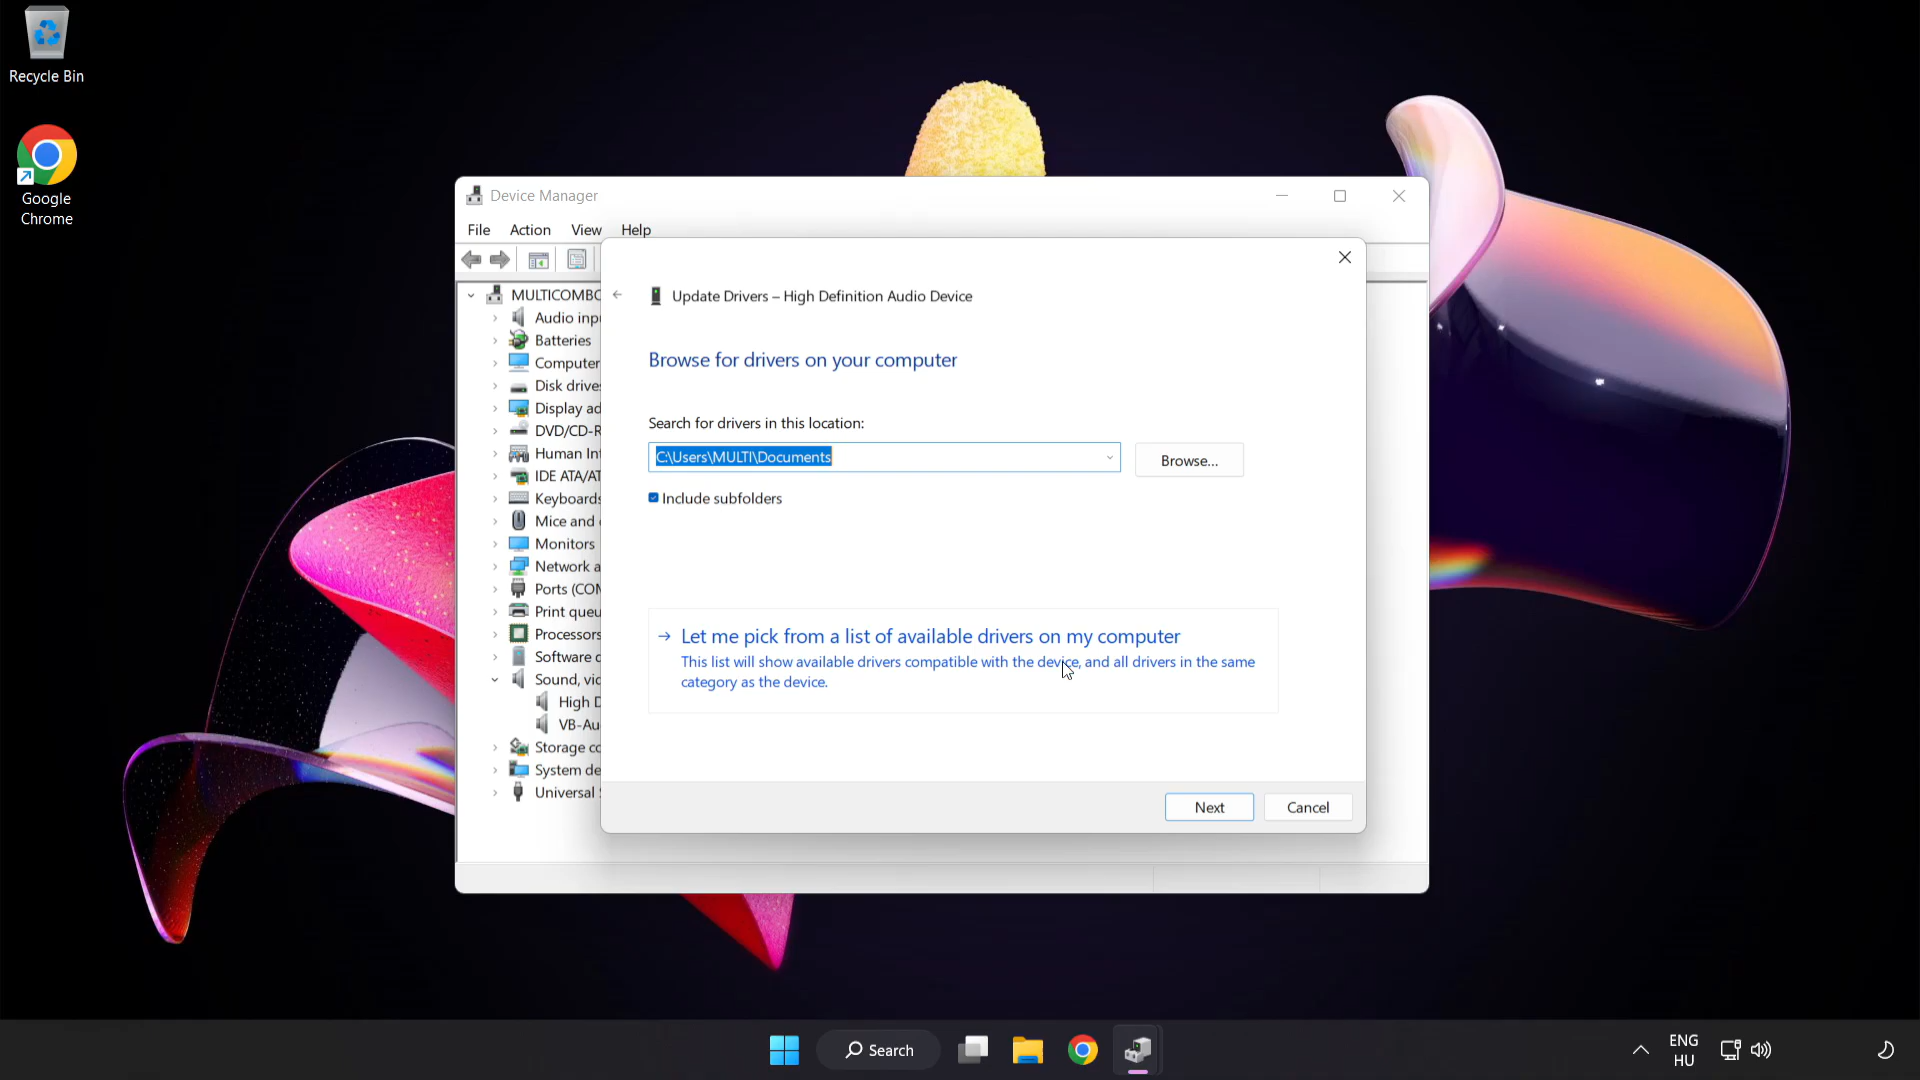 Recycle Bin
Google
Chrome
Device Manager
File Action View Help
MULTICOMBO
Audio inpu
Batteries
Computer
Disk drives
Display ad
DVD/CD-R
Human Int
IDE ATA/AT
Keyboards
Mice and
Monitors
Network a
Ports (COM
Print queu
Processors
Software d
Sound, vid
High D
VB-Au
Storage co
System de
Universal S
Update Drivers – High Definition Audio Device
Browse for drivers on your computer
Search for drivers in this location:
C:\Users\MULTI\Documents
Browse...
Include subfolders
Let me pick from a list of available drivers on my computer
This list will show available drivers compatible with the device, and all drivers in the same
category as the device.
Next Cancel
Search
ENG
HU